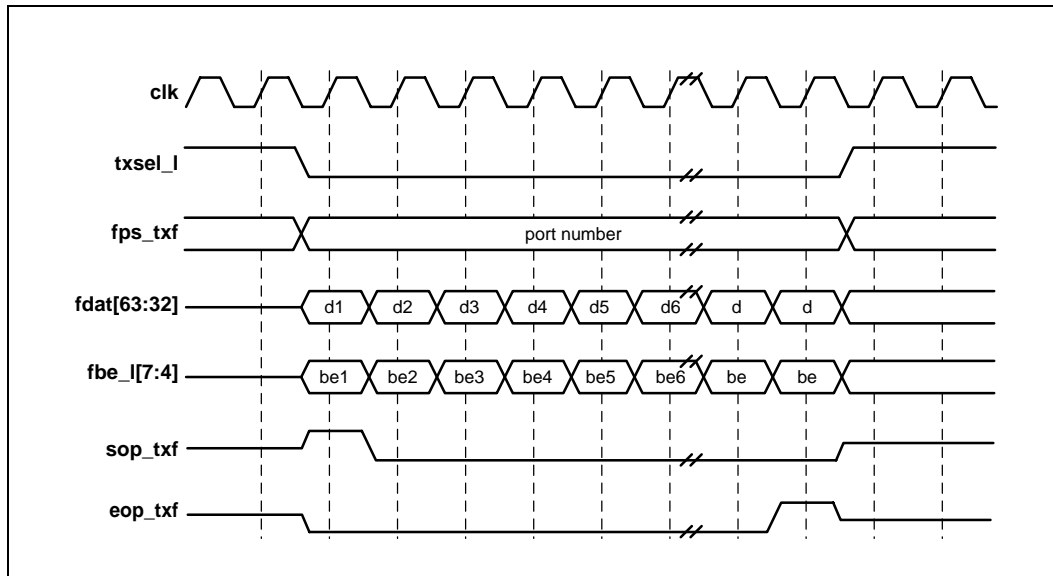 clk
txsel_l
fps_txf port number
fdat[63:32] d1 d2 d3 d4 d5 d6 d d
fbe_l[7:4] be1 be2 be3 be4 be5 be6 be be
sop_txf
eop_txf